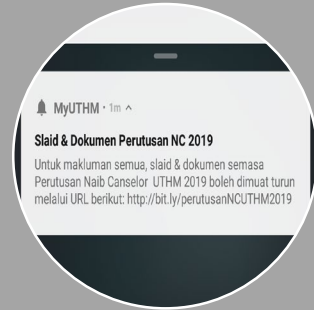 MyUTHM • 1m ^
Slaid & Dokumen Perutusan NC 2019
Untuk makluman semua, slaid & dokumen semasa
Perutusan Naib Canselor UTHM 2019 boleh dimuat turun
melalui URL berikut: http://bit.ly/perutusanNCUTHM2019